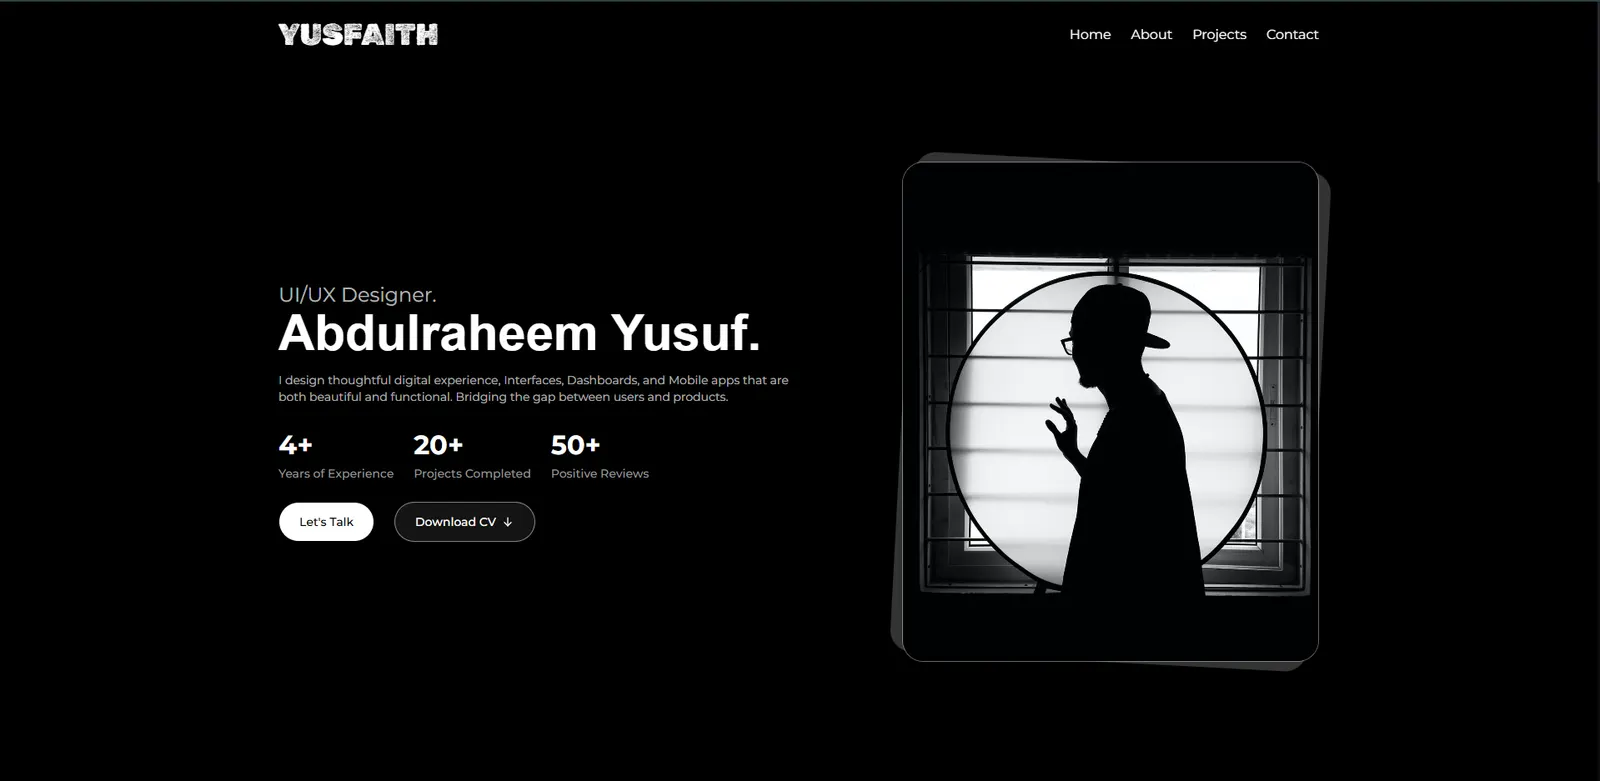 YUSFAITH
Home About Projects Contact
UI/UX Designer.
Abdulraheem Yusuf.
I design thoughtful digital experience, Interfaces, Dashboards, and Mobile apps that are
both beautiful and functional. Bridging the gap between users and products.
4+ 20+ 50+
Years of Experience Projects Completed Positive Reviews
Let's Talk Download CV ↓